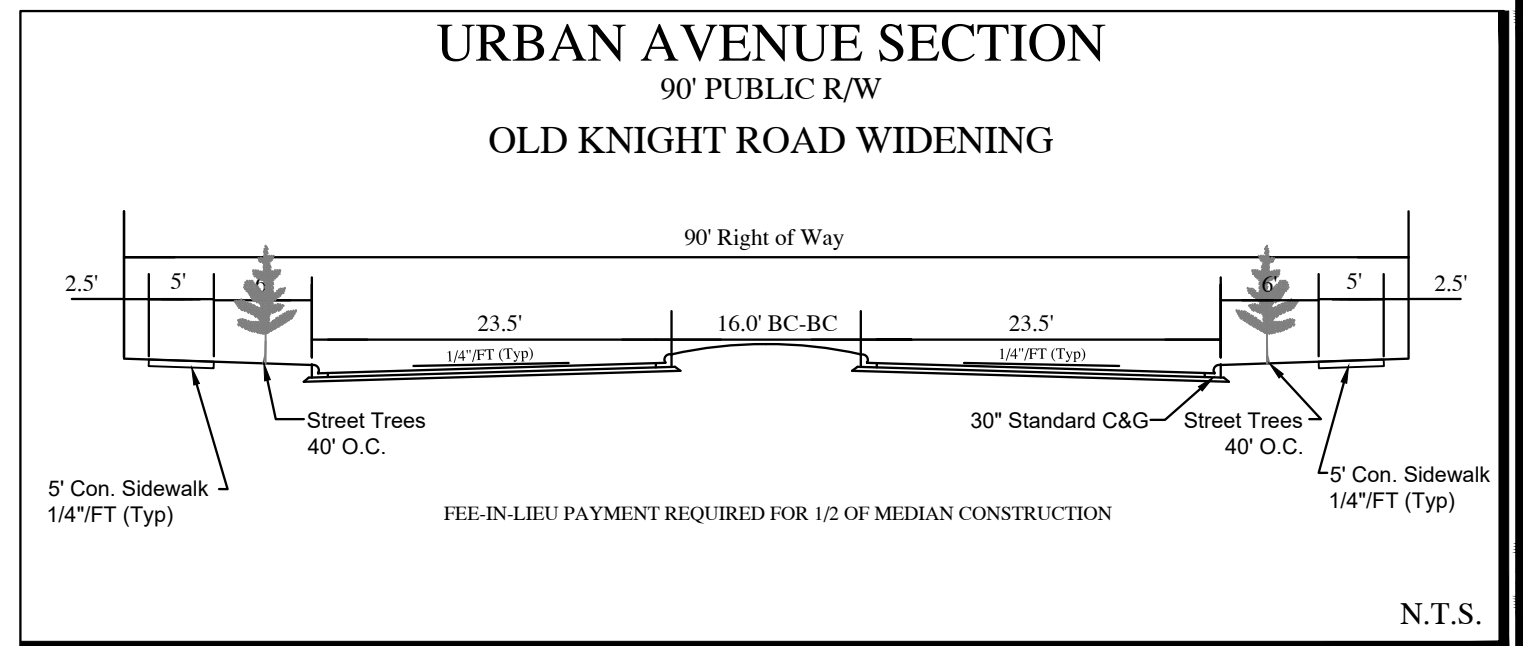 URBAN AVENUE SECTION
90' PUBLIC R/W
OLD KNIGHT ROAD WIDENING
90' Right of Way
2.5'
5'
6'
6'
5'
2.5'
23.5'
16.0' BC-BC
23.5'
1/4"/FT (Typ)
1/4"/FT (Typ)
Street Trees
40' O.C.
30" Standard C&G
Street Trees
40' O.C.
5' Con. Sidewalk
1/4"/FT (Typ)
5' Con. Sidewalk
1/4"/FT (Typ)
FEE-IN-LIEU PAYMENT REQUIRED FOR 1/2 OF MEDIAN CONSTRUCTION
N.T.S.